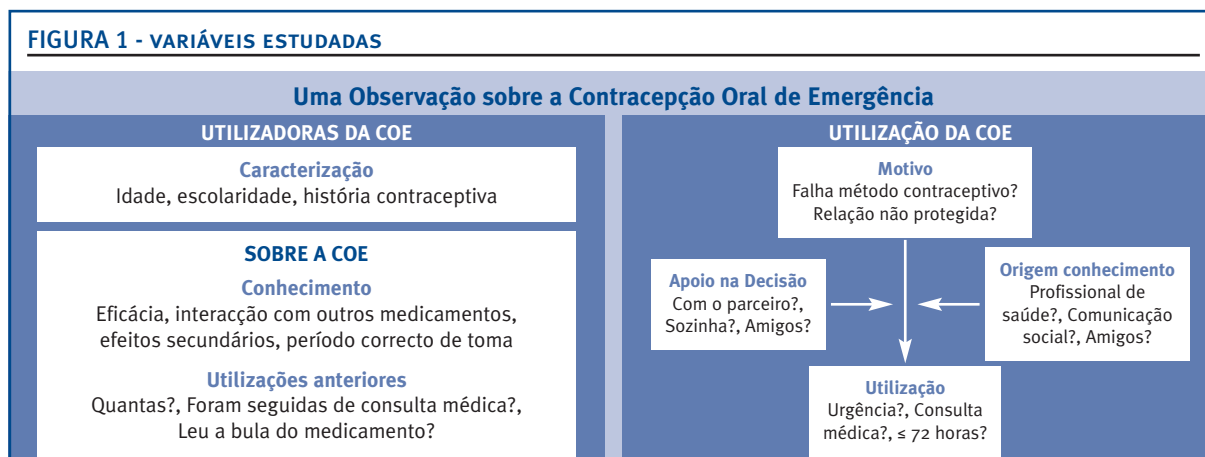 FIGURA 1 - VARIÁVEIS ESTUDADAS
Uma Observação sobre a Contracepção Oral de Emergência
UTILIZADORAS DA COE
Caracterização
Idade, escolaridade, história contraceptiva
SOBRE A COE
Conhecimento
Eficácia, interacção com outros medicamentos,
efeitos secundários, período correcto de toma
Utilizações anteriores
Quantas?, Foram seguidas de consulta médica?,
Leu a bula do medicamento?
UTILIZAÇÃO DA COE
Motivo
Falha método contraceptivo?
Relação não protegida?
Apoio na Decisão
Com o parceiro?,
Sozinha?, Amigos?
Origem conhecimento
Profissional de
saúde?, Comunicação
social?, Amigos?
Utilização
Urgência?, Consulta
médica?, ≤ 72 horas?